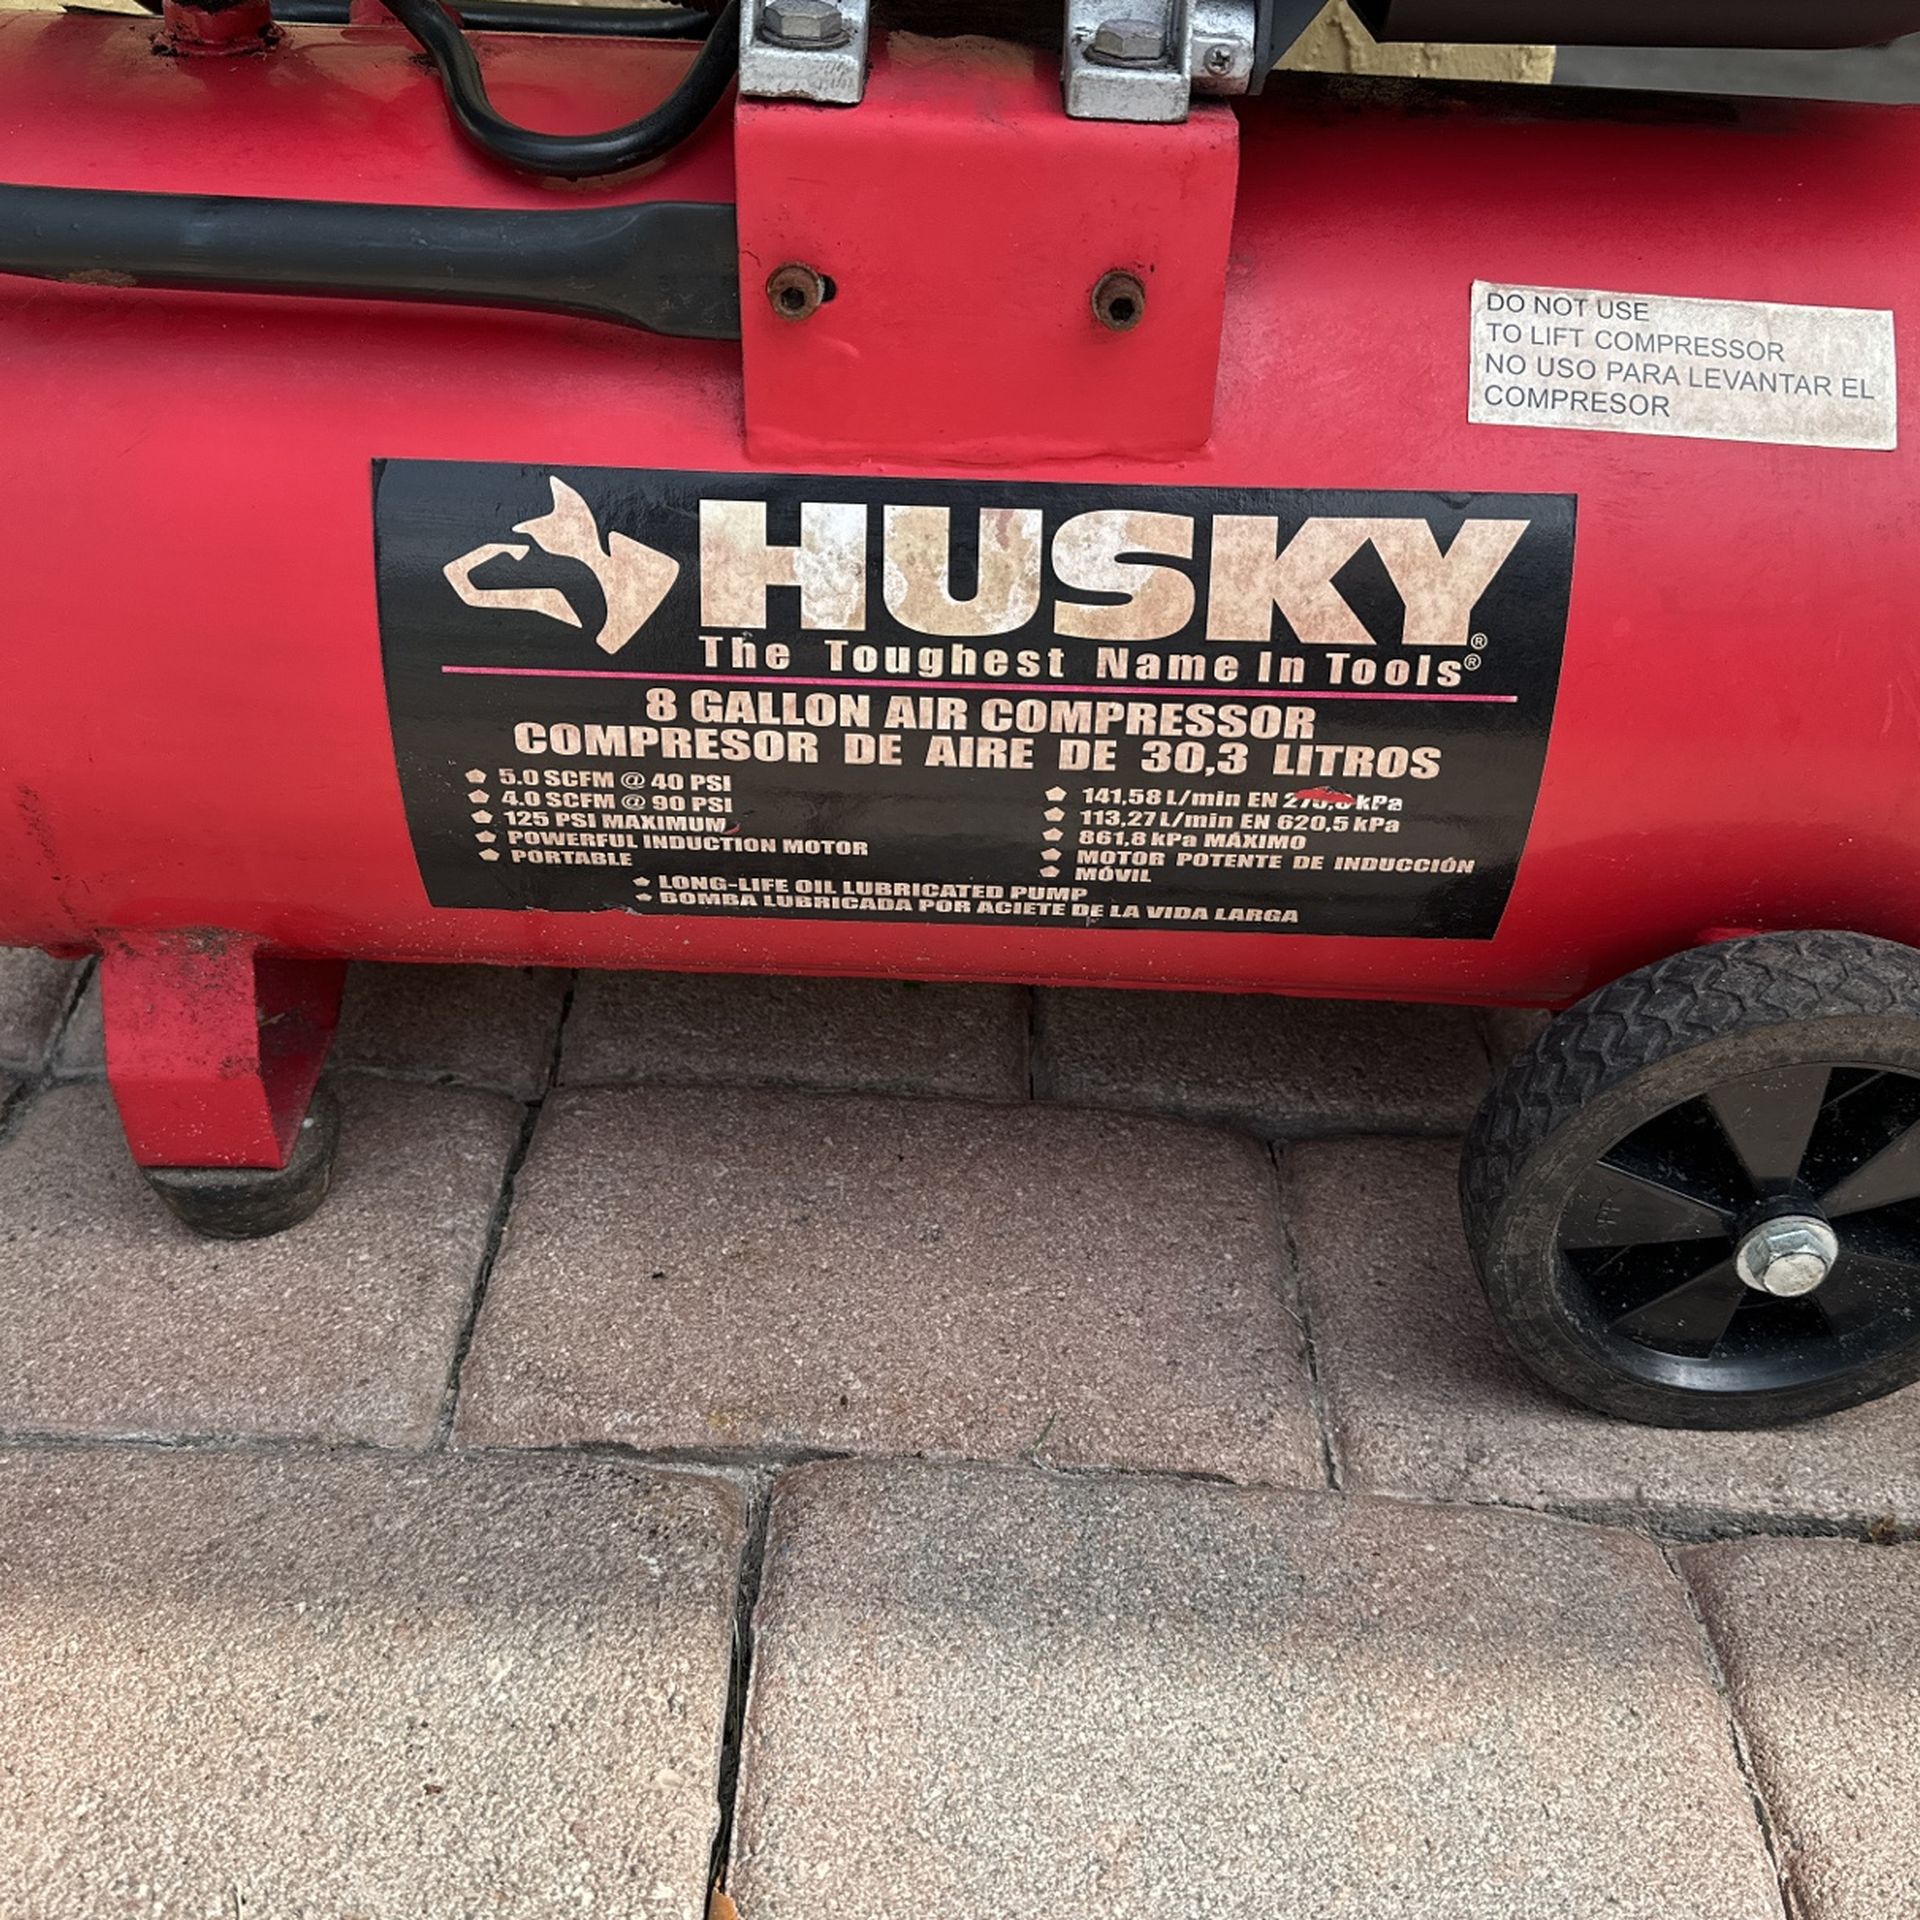 DO NOT USE
TO LIFT COMPRESSOR
NO USO PARA LEVANTAR EL
COMPRESOR
HUSKY®
The Toughest Name In Tools®
8 GALLON AIR COMPRESSOR
COMPRESOR DE AIRE DE 30,3 LITROS
5.0 SCFM @ 40 PSI
4.0 SCFM @ 90 PSI
125 PSI MAXIMUM
POWERFUL INDUCTION MOTOR
PORTABLE
141,58 L/min EN kPa
113,27 L/min EN 620,5 kPa
861,8 kPa MÁXIMO
MOTOR POTENTE DE INDUCCIÓN
MÓVIL
LONG-LIFE OIL LUBRICATED PUMP
BOMBA LUBRICADA POR ACIETE DE LA VIDA LARGA